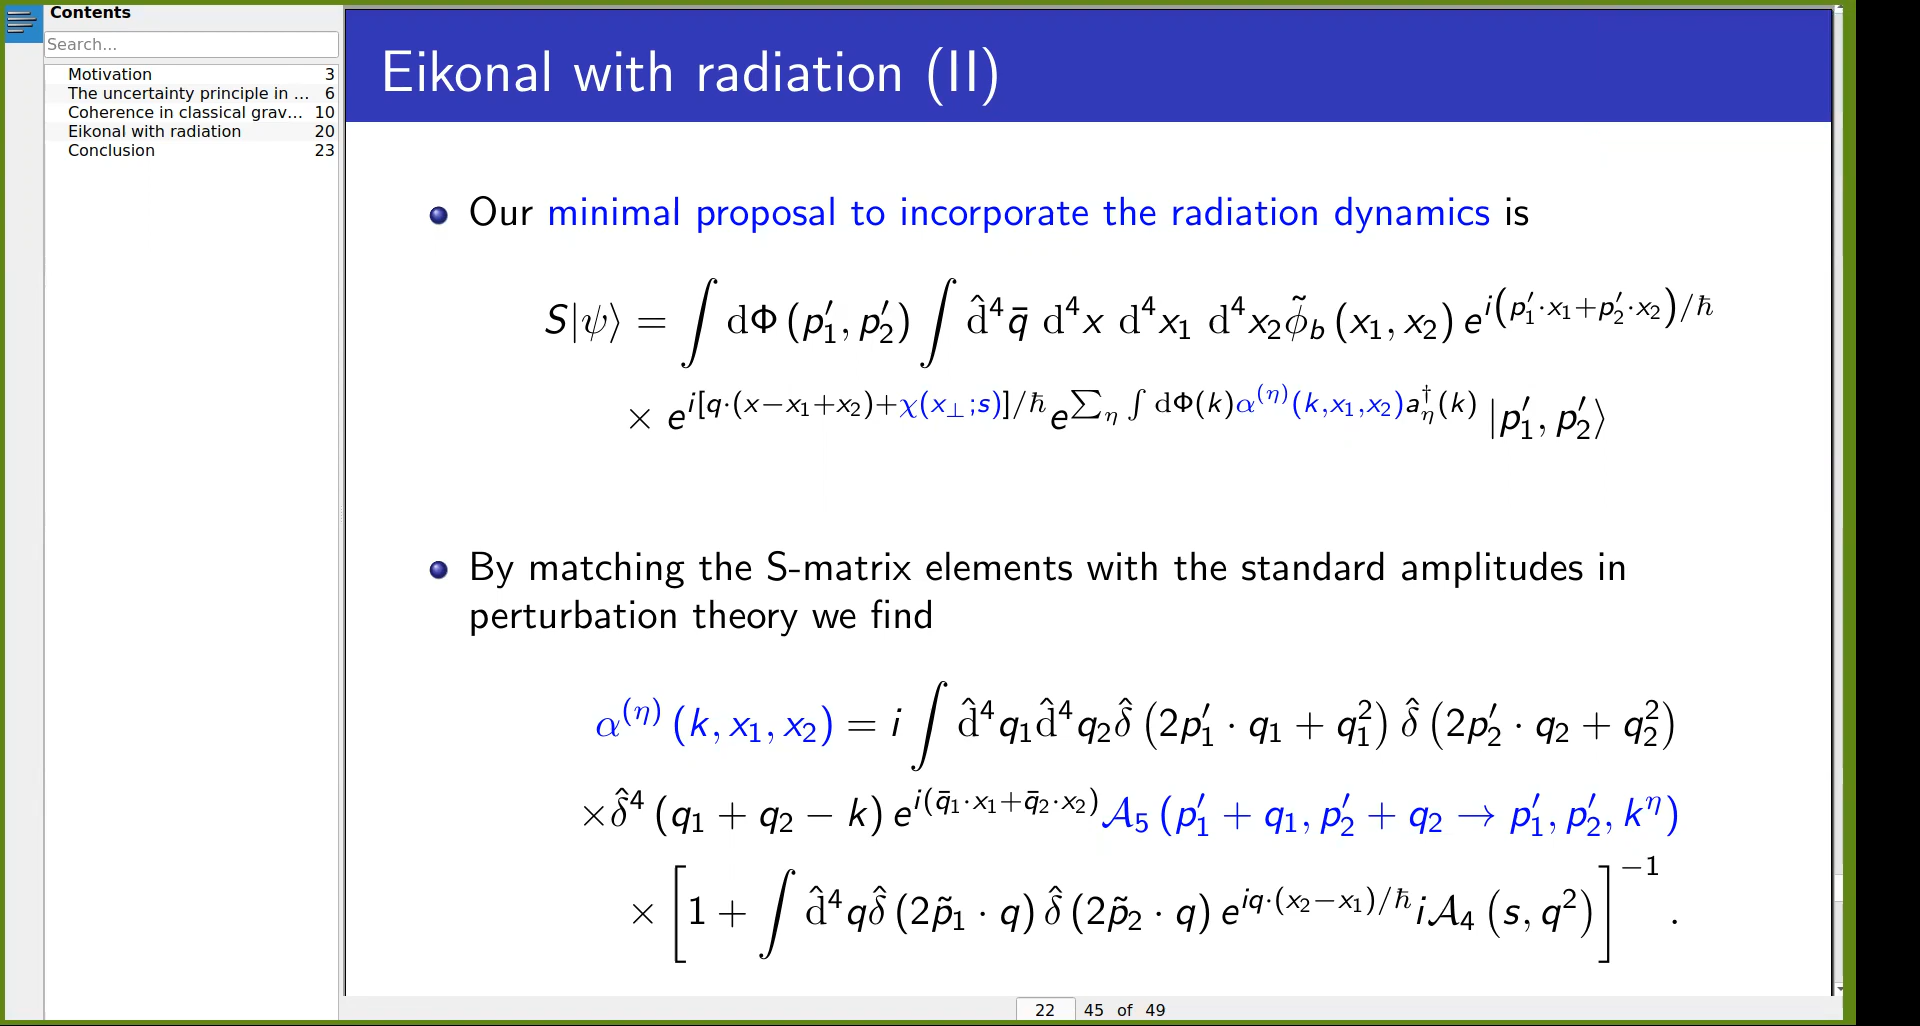 Contents
Search...
Motivation 3
The uncertainty principle in ... 6
Coherence in classical grav... 10
Eikonal with radiation 20
Conclusion 23
Eikonal with radiation (II)
Our minimal proposal to incorporate the radiation dynamics is
S|ψ⟩ = ∫ dΦ (p′₁, p′₂) ∫ d̂⁴q̄ d⁴x d⁴x₁ d⁴x₂ϕ̃_b (x₁, x₂) e^{i(p′₁·x₁+p′₂·x₂)/ħ}
× e^{i[q·(x−x₁+x₂)+χ(x_⊥;s)]/ħ} e^{∑_η ∫ dΦ(k)α^{(η)}(k,x₁,x₂)a^†_η(k)} |p′₁, p′₂⟩
By matching the S-matrix elements with the standard amplitudes in
perturbation theory we find
α^{(η)} (k, x₁, x₂) = i ∫ d̂⁴q₁d̂⁴q₂δ̂ (2p′₁ · q₁ + q₁²) δ̂ (2p′₂ · q₂ + q₂²)
×δ̂⁴ (q₁ + q₂ − k) e^{i(q̄₁·x₁+q̄₂·x₂)} 𝒜₅ (p′₁ + q₁, p′₂ + q₂ → p′₁, p′₂, k^η)
× [1 + ∫ d̂⁴qδ̂ (2p̃₁ · q) δ̂ (2p̃₂ · q) e^{iq·(x₂−x₁)/ħ} i𝒜₄ (s, q²)]^{−1} .
22 45 of 49